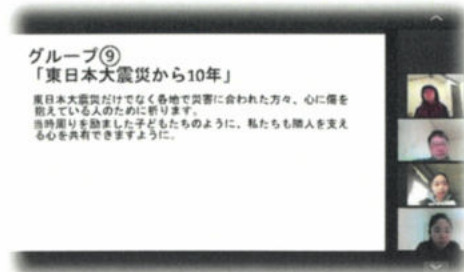 グループ⑨
「東日本大震災から10年」
東日本大震災だけでなく各地で災害に合われた方々、心に傷を
抱えている人のために祈ります。
当時周りを励ました子どもたちのように、私たちも隣人を支え
る心を共有できますように。